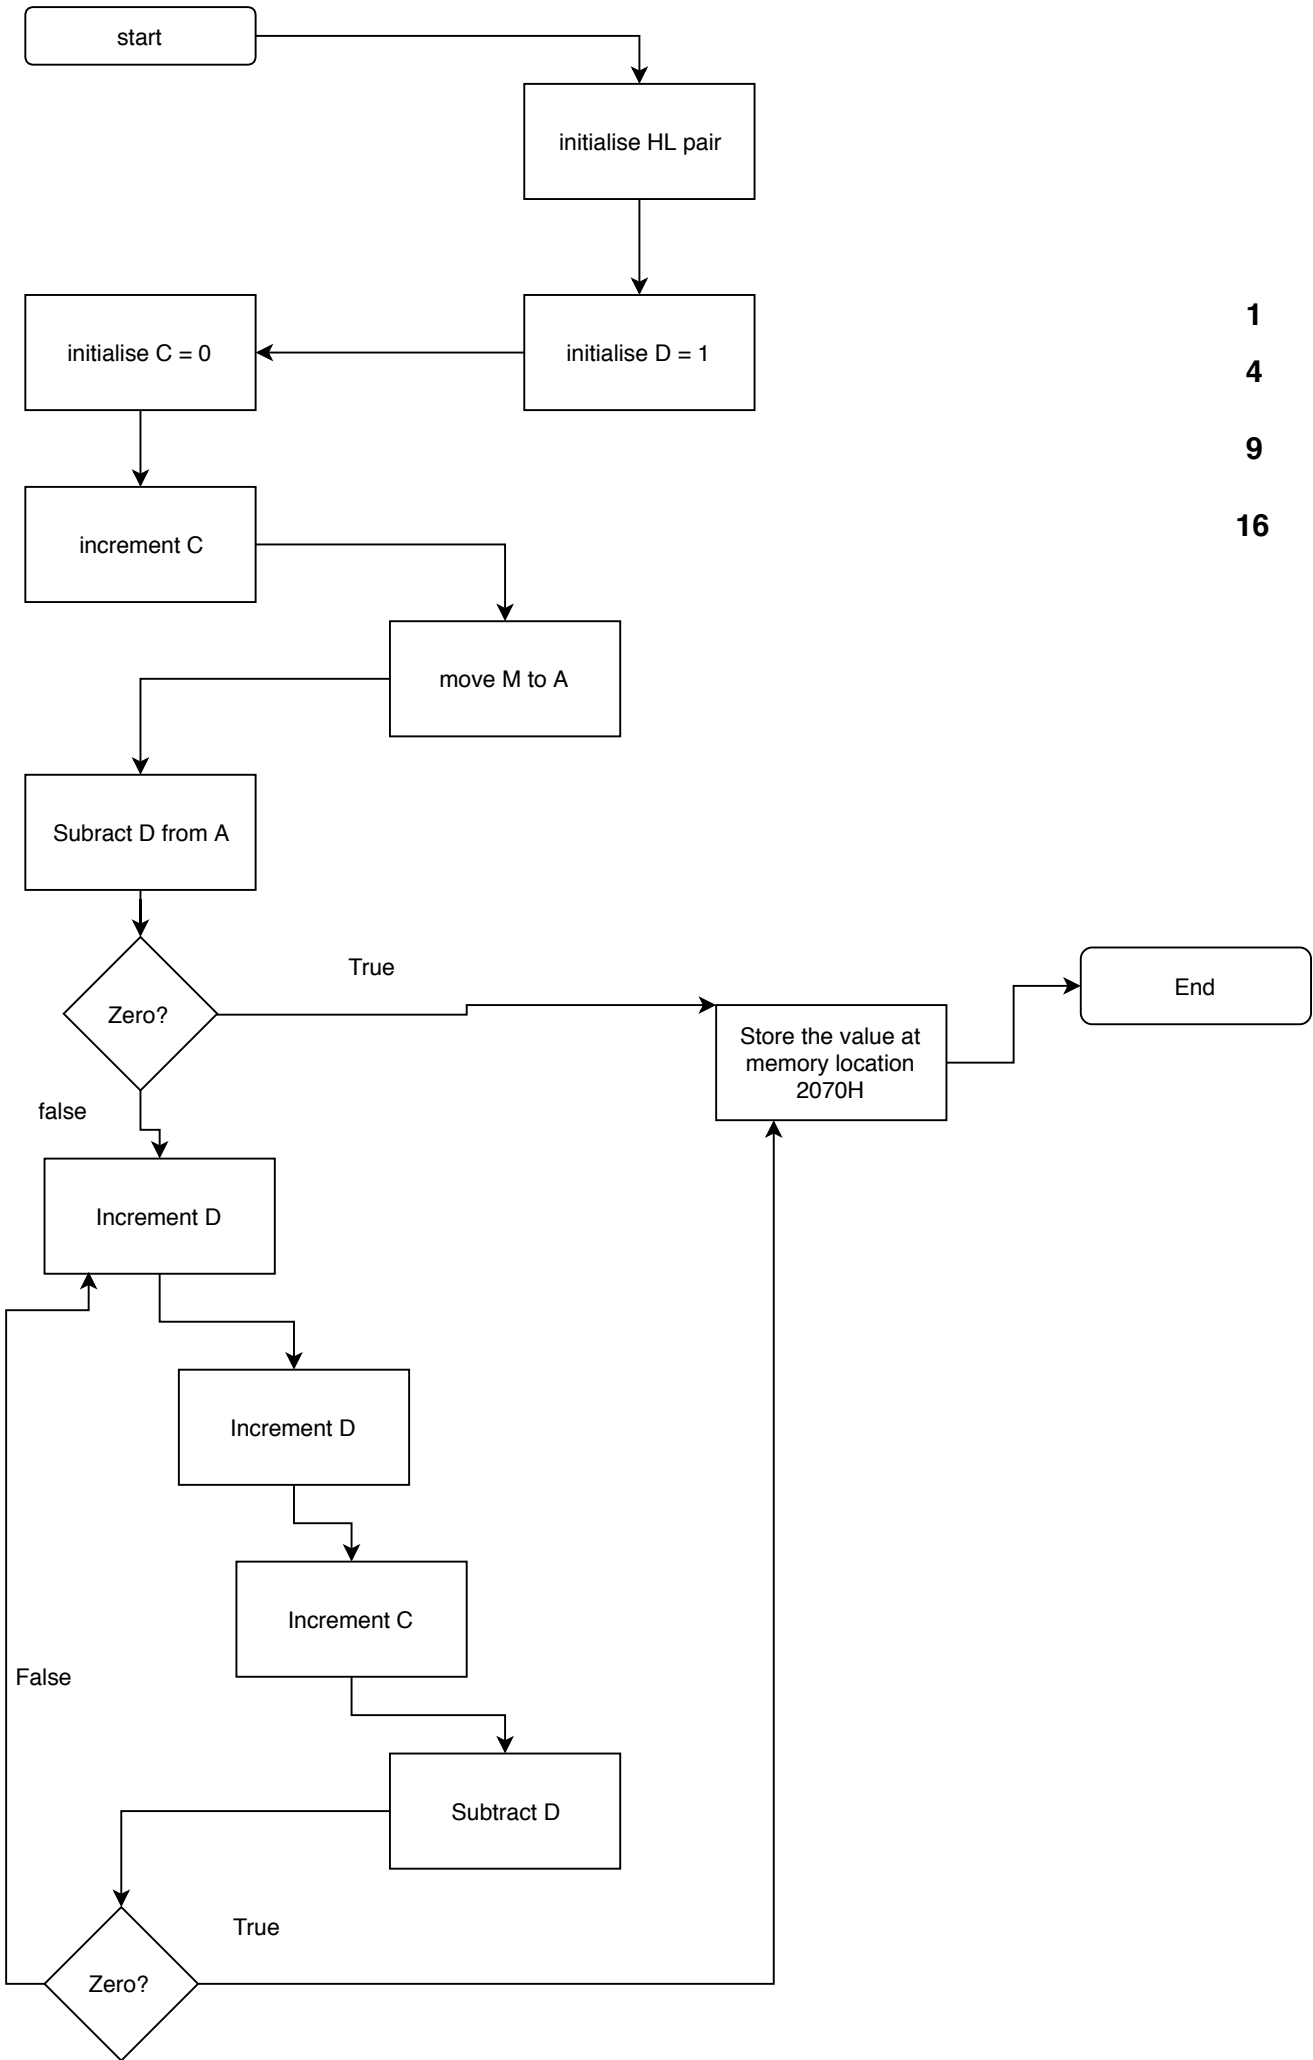 start
initialise HL pair
initialise C = 0
initialise D = 1
1
4
9
16
increment C
move M to A
Subract D from A
Zero?
True
Store the value at
memory location
2070H
End
false
Increment D
Increment D
Increment C
False
Subtract D
True
Zero?